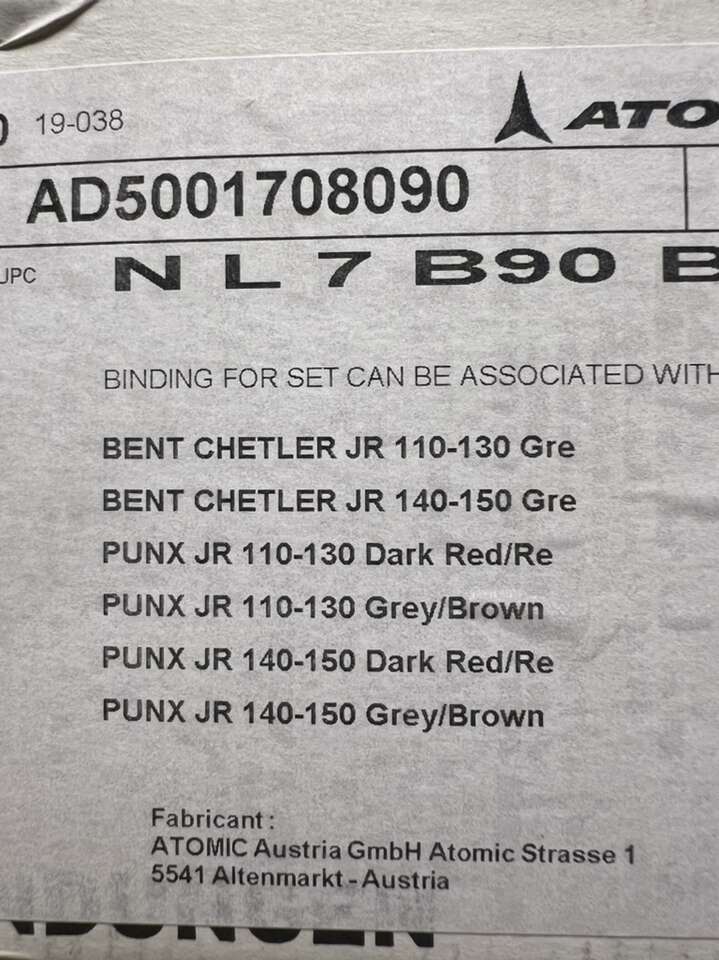 0 19-038 ATO
AD5001708090
UPC N L 7 B90 B
BINDING FOR SET CAN BE ASSOCIATED WITH
BENT CHETLER JR 110-130 Gre
BENT CHETLER JR 140-150 Gre
PUNX JR 110-130 Dark Red/Re
PUNX JR 110-130 Grey/Brown
PUNX JR 140-150 Dark Red/Re
PUNX JR 140-150 Grey/Brown
Fabricant :
ATOMIC Austria GmbH Atomic Strasse 1
5541 Altenmarkt - Austria